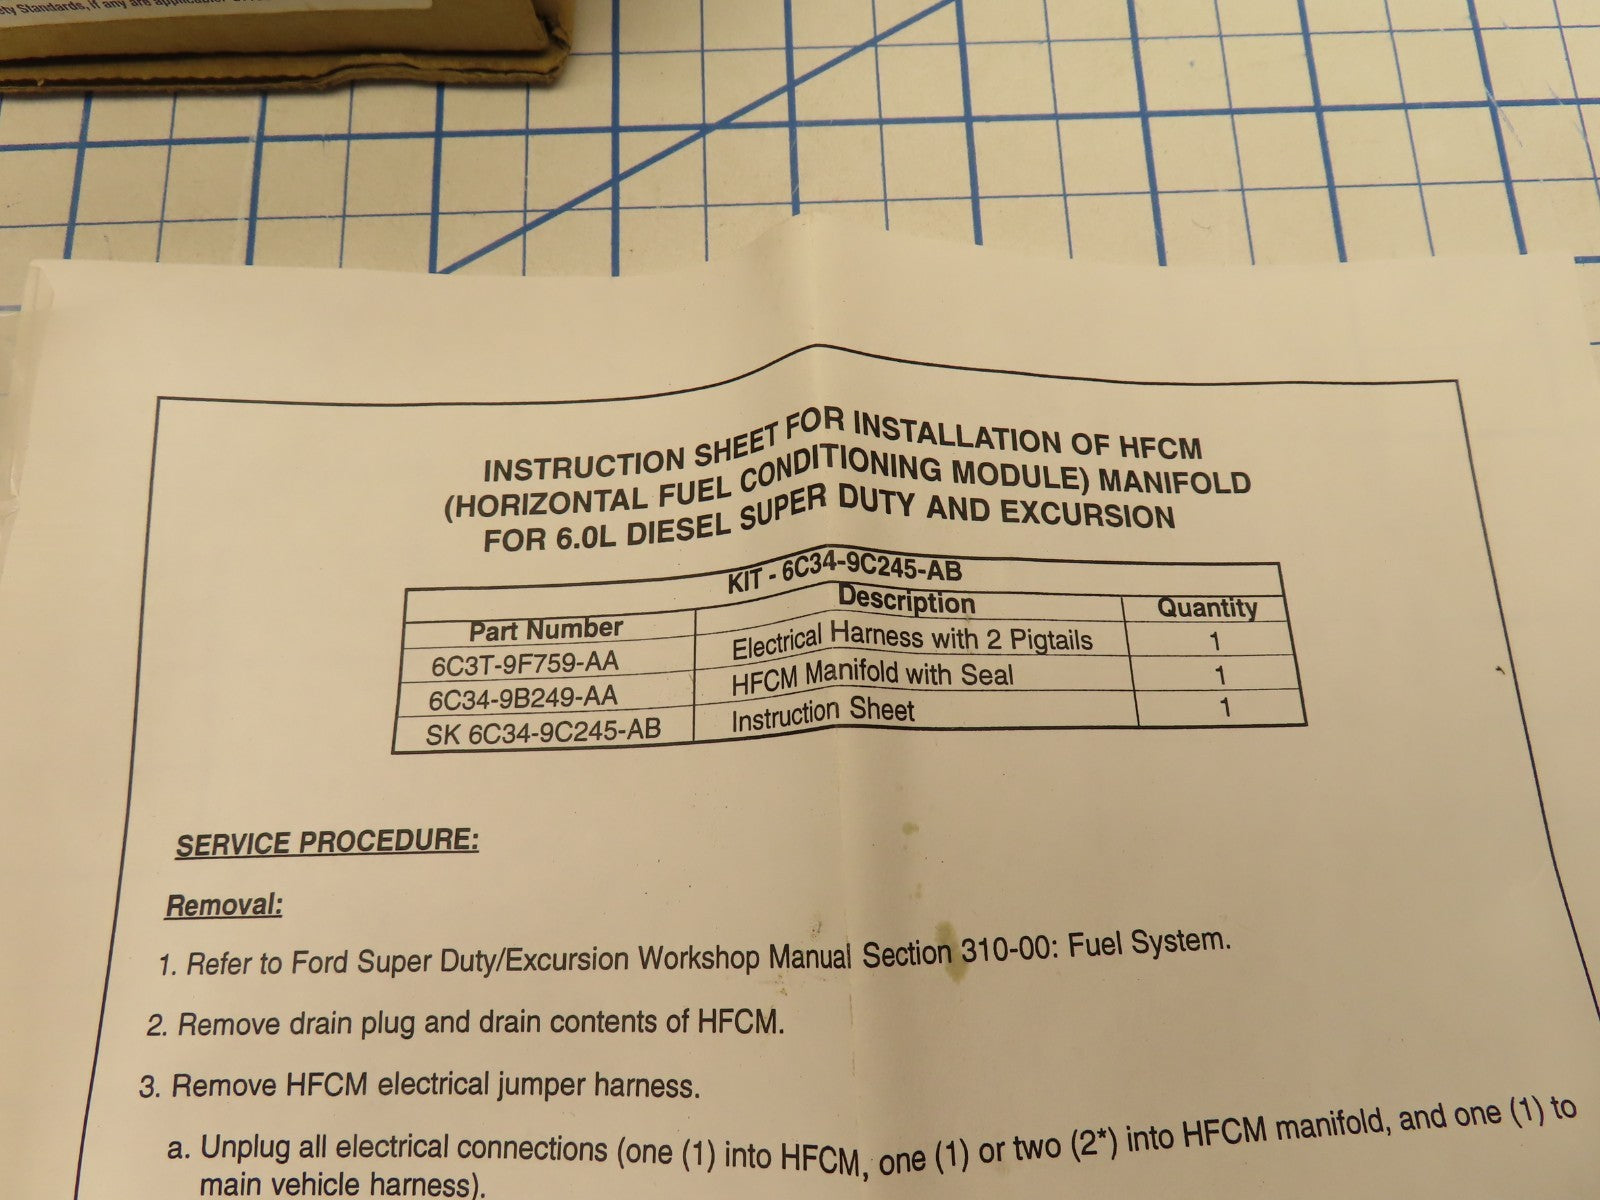 ty Standards, if any are applicable.
INSTRUCTION SHEET FOR INSTALLATION OF HFCM
(HORIZONTAL FUEL CONDITIONING MODULE) MANIFOLD
FOR 6.0L DIESEL SUPER DUTY AND EXCURSION
KIT - 6C34-9C245-AB
Part Number Description Quantity
6C3T-9F759-AA Electrical Harness with 2 Pigtails 1
6C34-9B249-AA HFCM Manifold with Seal 1
SK 6C34-9C245-AB Instruction Sheet 1
SERVICE PROCEDURE:
Removal:
1. Refer to Ford Super Duty/Excursion Workshop Manual Section 310-00: Fuel System.
2. Remove drain plug and drain contents of HFCM.
3. Remove HFCM electrical jumper harness.
a. Unplug all electrical connections (one (1) into HFCM, one (1) or two (2*) into HFCM manifold, and one (1) to
main vehicle harness).